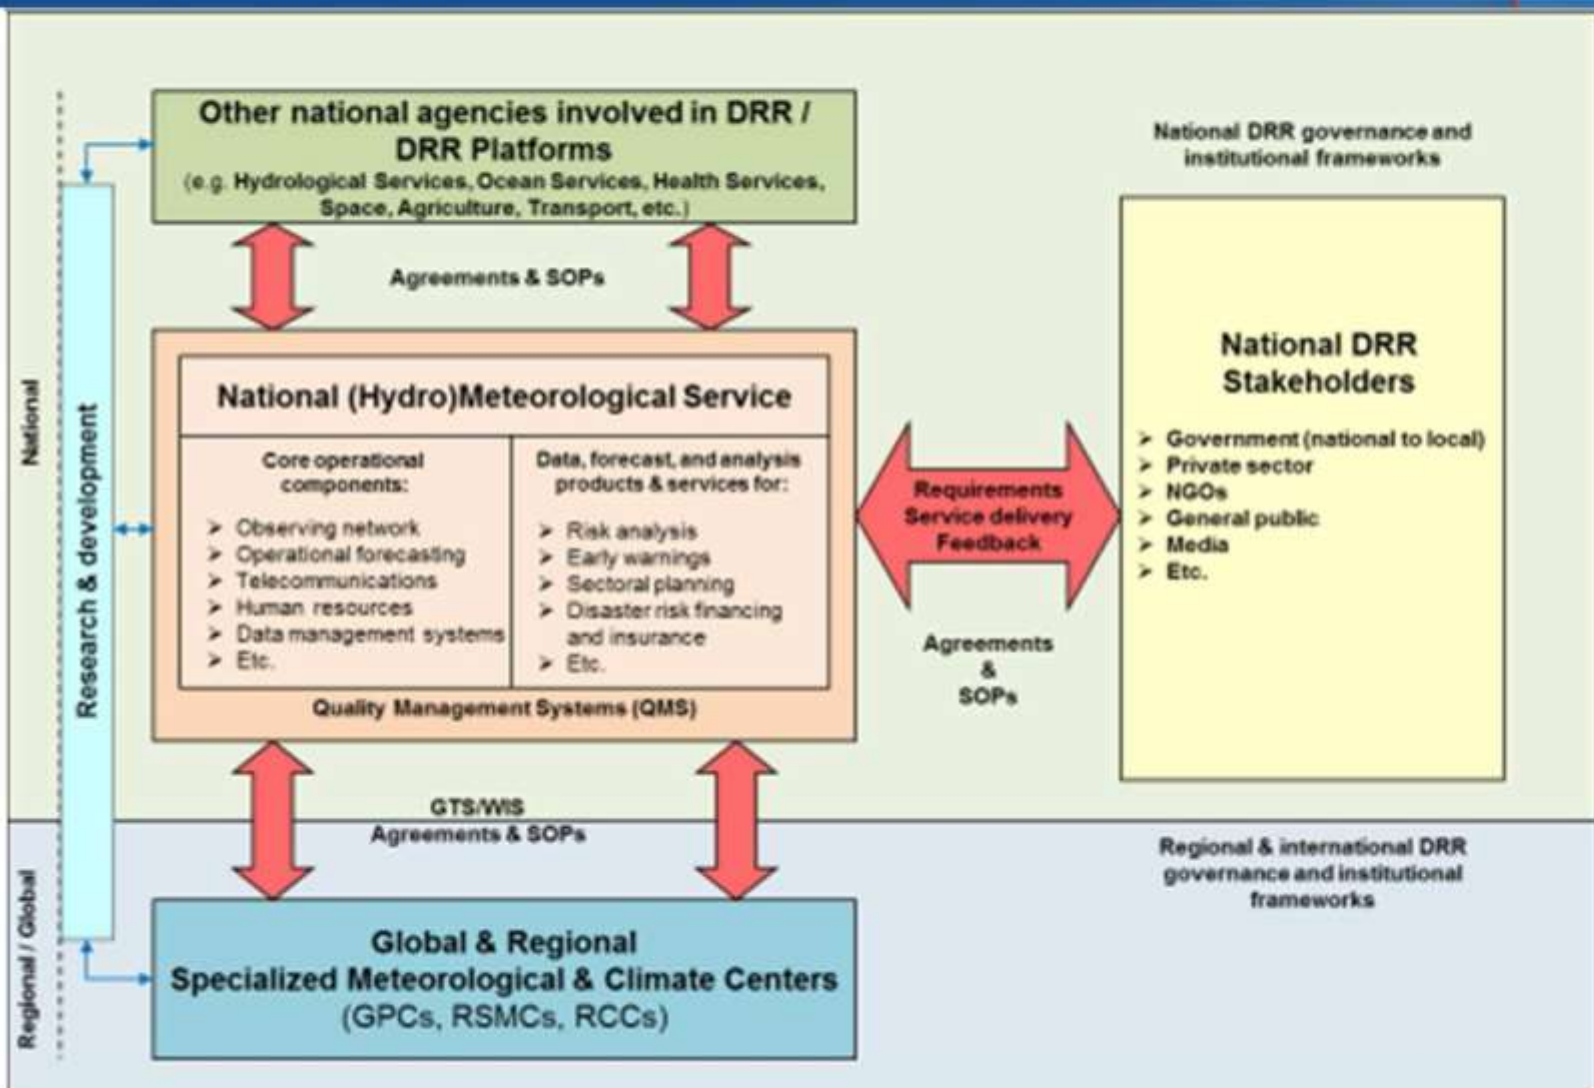 Other national agencies involved in DRR /
DRR Platforms
(e.g. Hydrological Services, Ocean Services, Health Services,
Space, Agriculture, Transport, etc.)
Agreements & SOPs
National DRR governance and
institutional frameworks
National
Research & development
National (Hydro)Meteorological Service
Core operational
components:
➢ Observing network
➢ Operational forecasting
➢ Telecommunications
➢ Human resources
➢ Data management systems
➢ Etc.
Data, forecast, and analysis
products & services for:
➢ Risk analysis
➢ Early warnings
➢ Sectoral planning
➢ Disaster risk financing
and insurance
➢ Etc.
Quality Management Systems (QMS)
Requirements
Service delivery
Feedback
Agreements
&
SOPs
National DRR
Stakeholders
➢ Government (national to local)
➢ Private sector
➢ NGOs
➢ General public
➢ Media
➢ Etc.
GTS/WIS
Agreements & SOPs
Regional / Global
Regional & international DRR
governance and institutional
frameworks
Global & Regional
Specialized Meteorological & Climate Centers
(GPCs, RSMCs, RCCs)